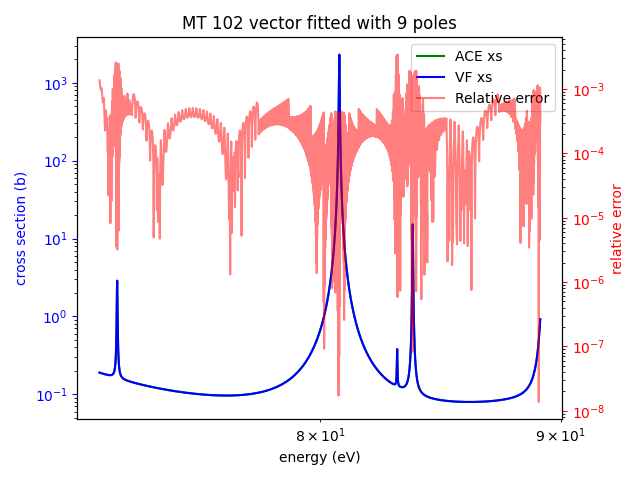 MT 102 vector fitted with 9 poles
ACE xs
VF xs
Relative error
cross section (b)
10³
10²
10¹
10⁰
10⁻¹
10⁻³
10⁻⁴
10⁻⁵
10⁻⁶
10⁻⁷
10⁻⁸
relative error
8 × 10¹
9 × 10¹
energy (eV)